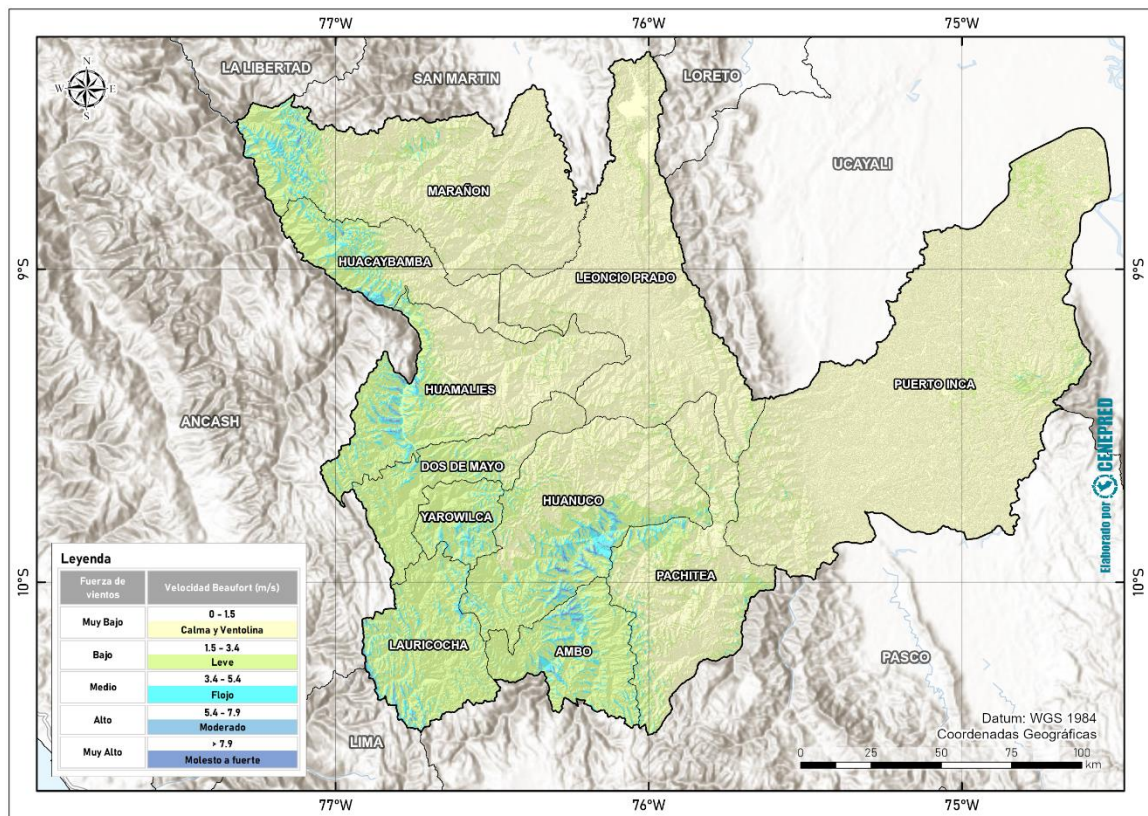 77°W
76°W
75°W
LA LIBERTAD
SAN MARTIN
LORETO
N
W
E
S
UCAYALI
MARAÑON
HUACAYBAMBA
9°S
9°S
LEONCIO PRADO
PUERTO INCA
HUAMALIES
ANCASH
DOS DE MAYO
HUANUCO
YAROWILCA
Elaborado por CENEPRED
10°S
10°S
PACHITEA
LAURICOCHA
AMBO
PASCO
LIMA
Leyenda
Fuerza de vientos
Velocidad Beaufort (m/s)
Muy Bajo
0 - 1.5
Calma y Ventolina
Bajo
1.5 - 3.4
Leve
Medio
3.4 - 5.4
Flojo
Alto
5.4 - 7.9
Moderado
Muy Alto
> 7.9
Molesto a fuerte
Datum: WGS 1984
Coordenadas Geográficas
0 25 50 75 100
km
77°W
76°W
75°W